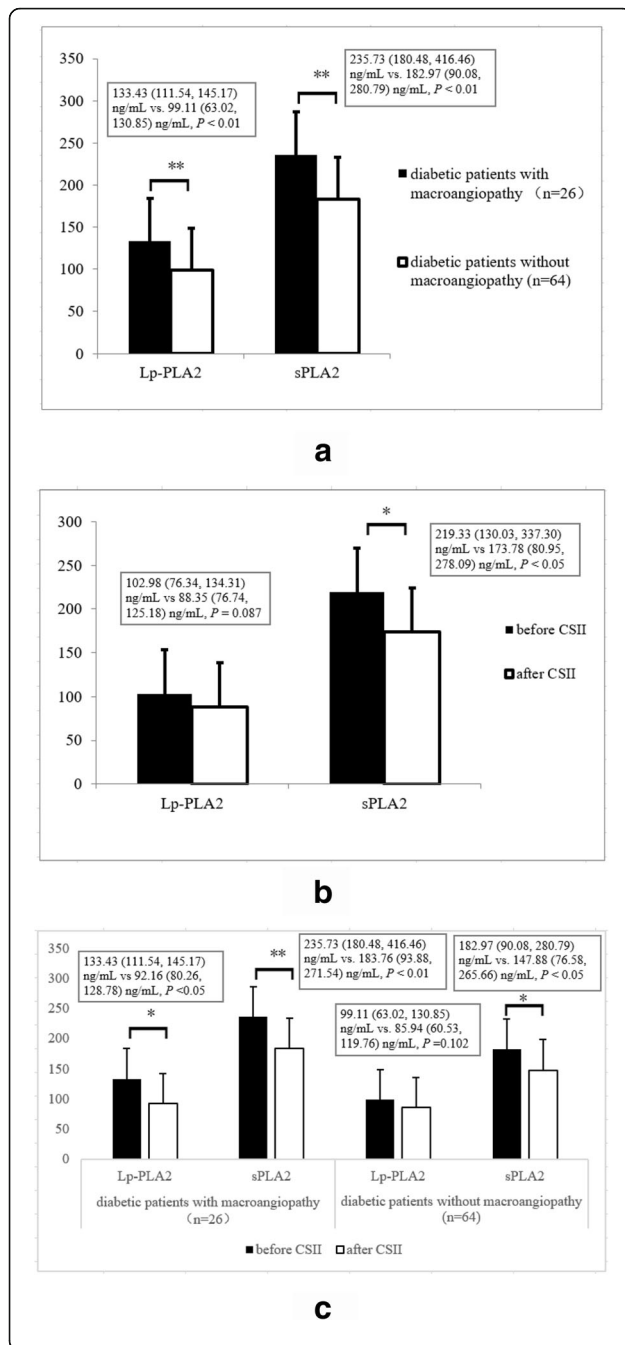 350
300
250
200
150
100
50
0
133.43 (111.54, 145.17)
ng/mL vs. 99.11 (63.02,
130.85) ng/mL, P < 0.01
**
235.73 (180.48, 416.46)
ng/mL vs. 182.97 (90.08,
280.79) ng/mL, P < 0.01
**
diabetic patients with
macroangiopathy （n=26）
diabetic patients without
macroangiopathy (n=64)
Lp-PLA2
sPLA2
a
300
250
200
150
100
50
0
102.98 (76.34, 134.31)
ng/mL vs 88.35 (76.74,
125.18) ng/mL, P = 0.087
*
219.33 (130.03, 337.30)
ng/mL vs 173.78 (80.95,
278.09) ng/mL, P < 0.05
before CSII
after CSII
Lp-PLA2
sPLA2
b
350
300
250
200
150
100
50
0
133.43 (111.54, 145.17)
ng/mL vs 92.16 (80.26,
128.78) ng/mL, P <0.05
*
235.73 (180.48, 416.46)
ng/mL vs. 183.76 (93.88,
271.54) ng/mL, P < 0.01
**
99.11 (63.02, 130.85)
ng/mL vs. 85.94 (60.53,
119.76) ng/mL, P =0.102
182.97 (90.08, 280.79)
ng/mL vs. 147.88 (76.58,
265.66) ng/mL, P < 0.05
*
Lp-PLA2
sPLA2
Lp-PLA2
sPLA2
diabetic patients with macroangiopathy
（n=26）
diabetic patients without macroangiopathy
(n=64)
before CSII
after CSII
c